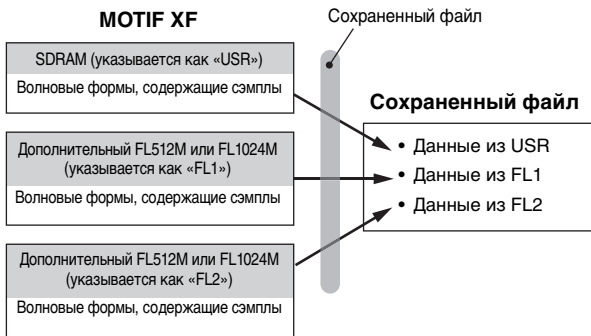 MOTIF XF
Сохраненный файл
SDRAM (указывается как «USR»)
Волновые формы, содержащие сэмплы
Дополнительный FL512M или FL1024M
(указывается как «FL1»)
Волновые формы, содержащие сэмплы
Дополнительный FL512M или FL1024M
(указывается как «FL2»)
Волновые формы, содержащие сэмплы
Сохраненный файл
• Данные из USR
• Данные из FL1
• Данные из FL2